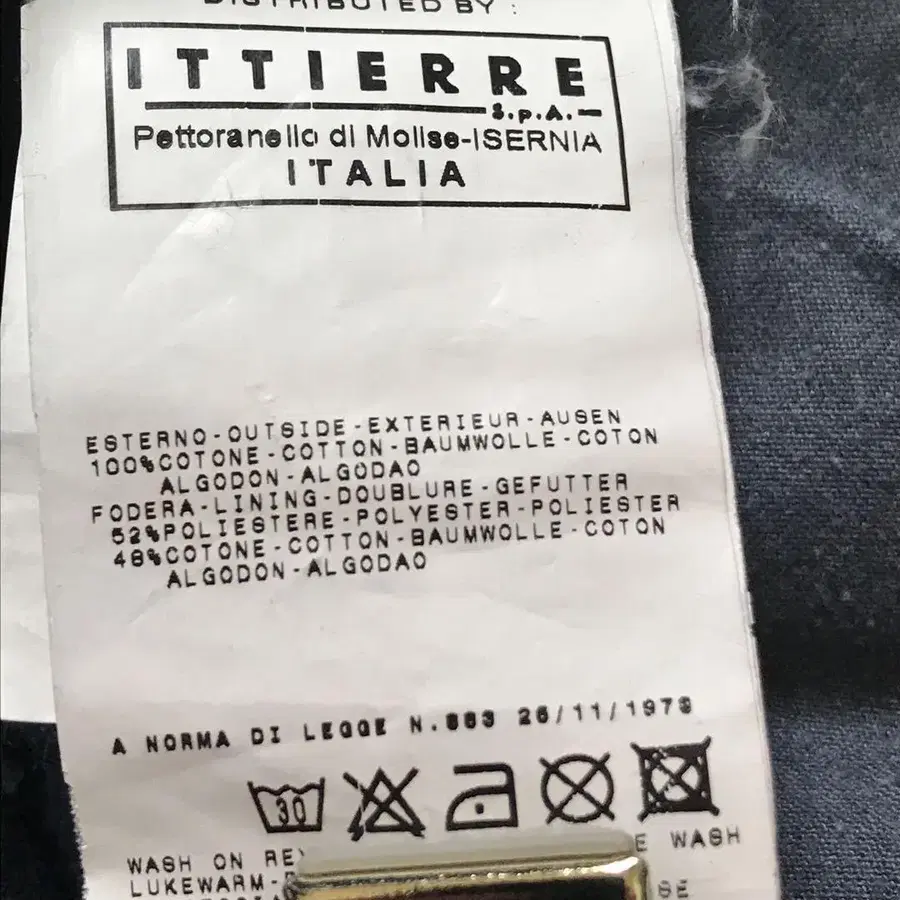 DISTRIBUTED BY :
ITTIERRE
S.p.A.
Pettoranello di Molise-ISERNIA
ITALIA
ESTERNO-OUTSIDE-EXTERIEUR-AUSEN
100%COTONE-COTTON-BAUMWOLLE-COTON
ALGODON-ALGODAO
FODERA-LINING-DOUBLURE-GEFUTTER
52%POLIESTERE-POLYESTER-POLIESTER
48%COTONE-COTTON-BAUMWOLLE-COTON
ALGODON-ALGODAO
A NORMA DI LEGGE N.883 26/11/1973
30
WASH ON WASH
LUKEWARM-